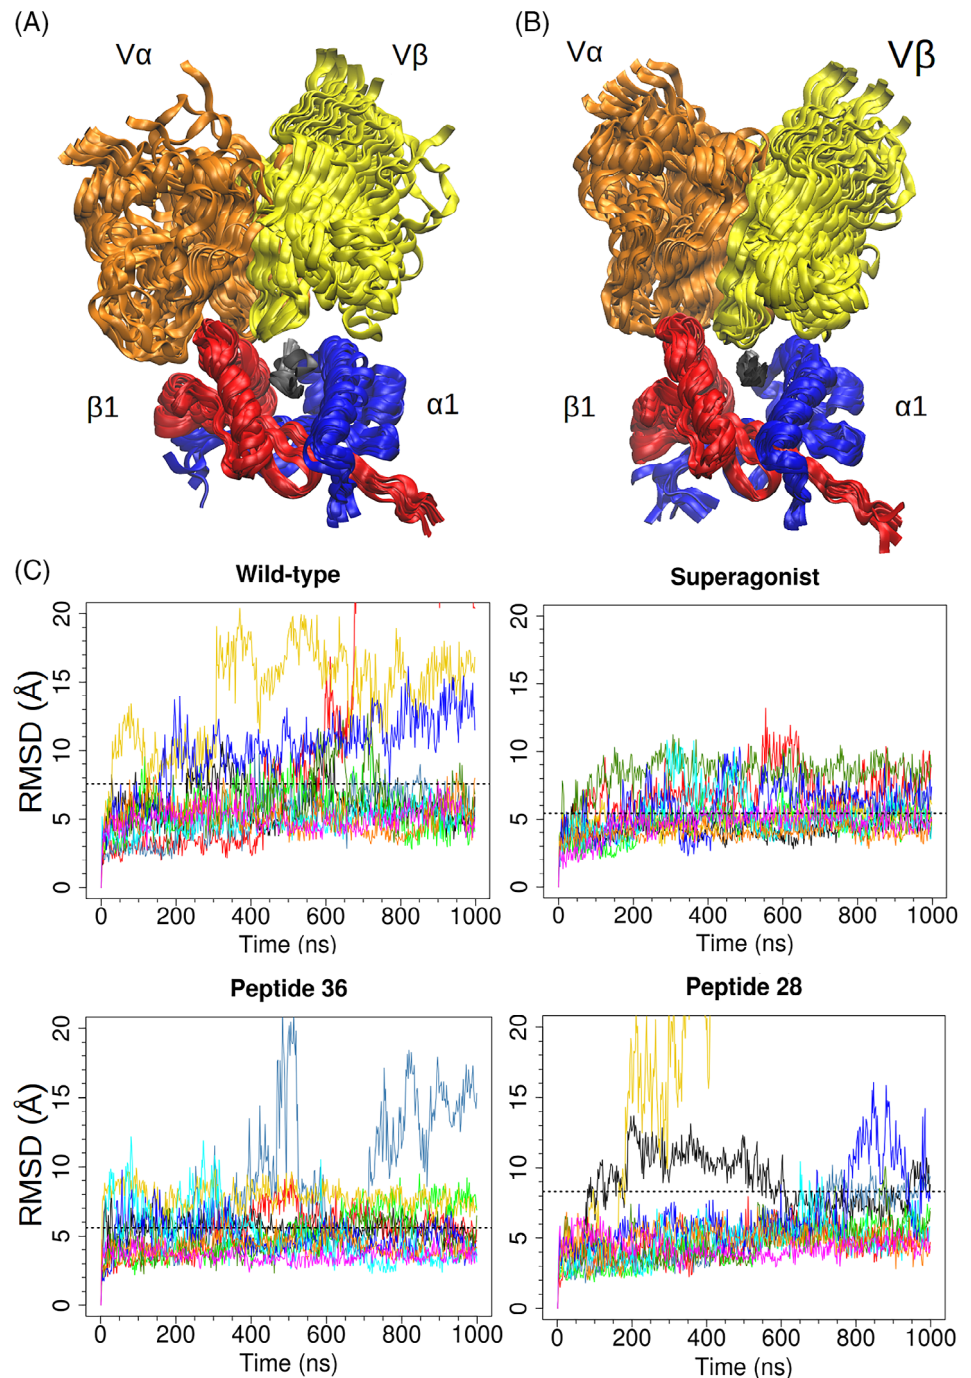 (A)
(B)
Vα
Vβ
Vα
Vβ
β1
α1
β1
α1
(C)
Wild-type
Superagonist
RMSD (Å)
0
5
10
15
20
0
200
400
600
800
1000
Time (ns)
0
5
10
15
20
0
200
400
600
800
1000
Time (ns)
Peptide 36
Peptide 28
RMSD (Å)
0
5
10
15
20
0
200
400
600
800
1000
Time (ns)
0
5
10
15
20
0
200
400
600
800
1000
Time (ns)